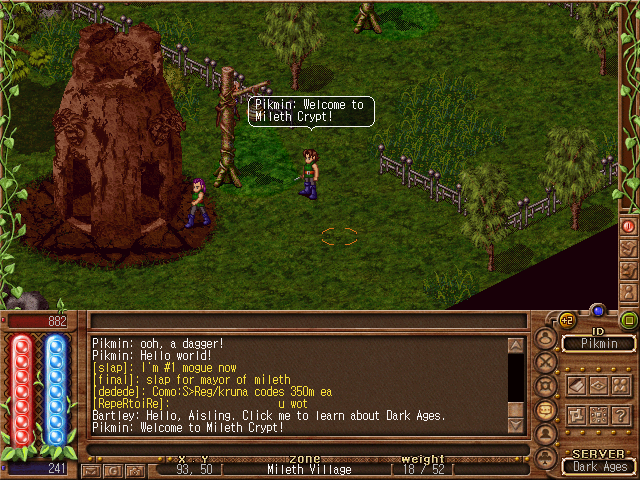 Pikmin: Welcome to
Mileth Crypt!
882
+2
ID
Pikmin
Pikmin: ooh, a dagger!
Pikmin: Hello world!
[slap]: I'm #1 mogue now
[final]: slap for mayor of mileth
[dedede]: Como:S>Reg/kruna codes 350m ea
[RepeRtoiRe]: u wot
Bartley: Hello, Aisling. Click me to learn about Dark Ages.
Pikmin: Welcome to Mileth Crypt!
241
x y zone weight
93, 50 Mileth Village 18 / 52
SERVER
Dark Ages